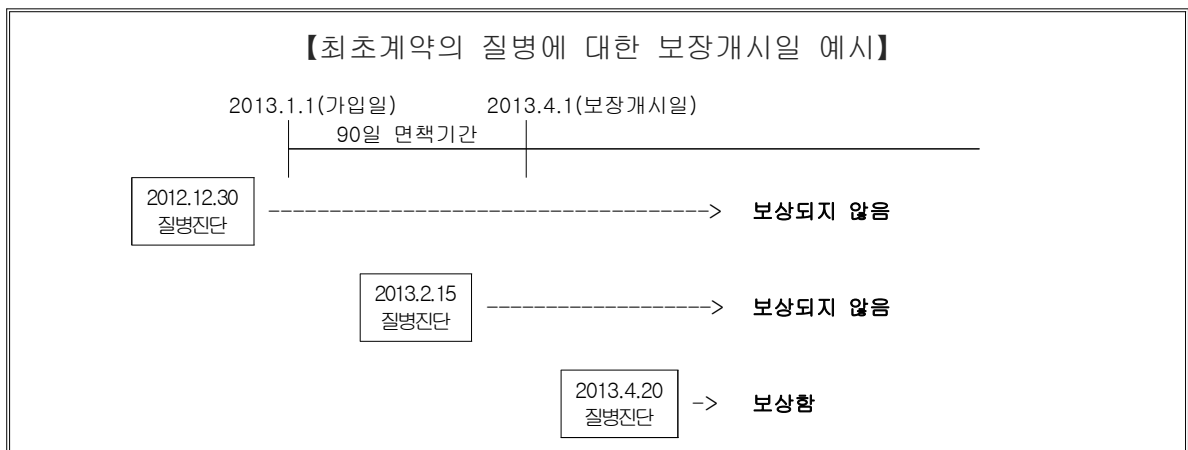 【최초계약의 질병에 대한 보장개시일 예시】
2013.1.1(가입일) 2013.4.1(보장개시일)
90일 면책기간
2012.12.30
질병진단
보상되지 않음
2013.2.15
질병진단
보상되지 않음
2013.4.20
질병진단
보상함